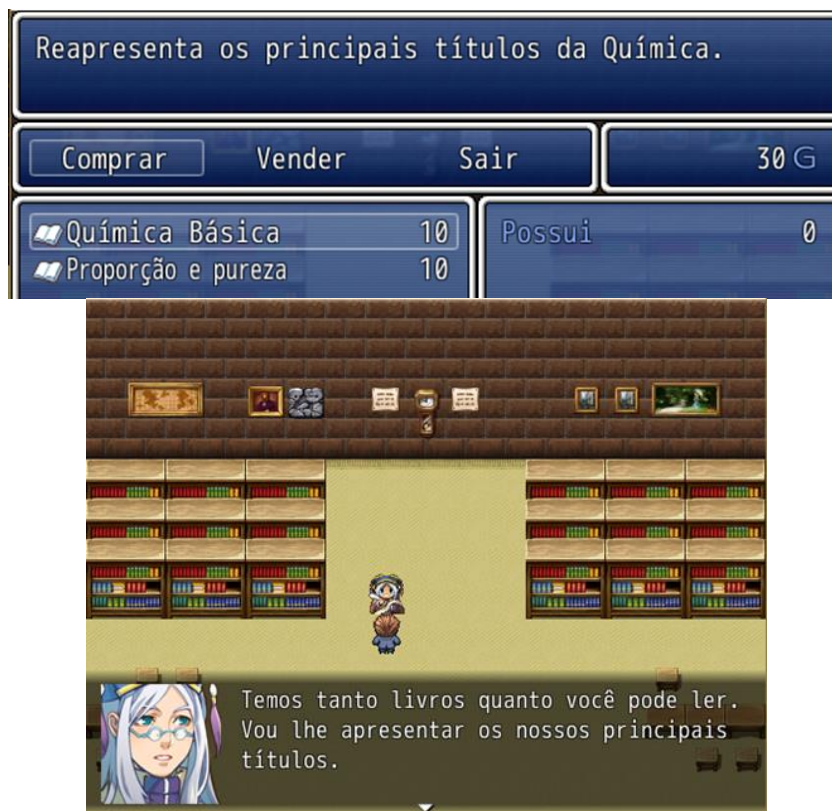 Reapresenta os principais títulos da Química.
Comprar Vender Sair 30 G
Química Básica 10 Possui 0
Proporção e pureza 10
Temos tanto livros quanto você pode ler.
Vou lhe apresentar os nossos principais
títulos.